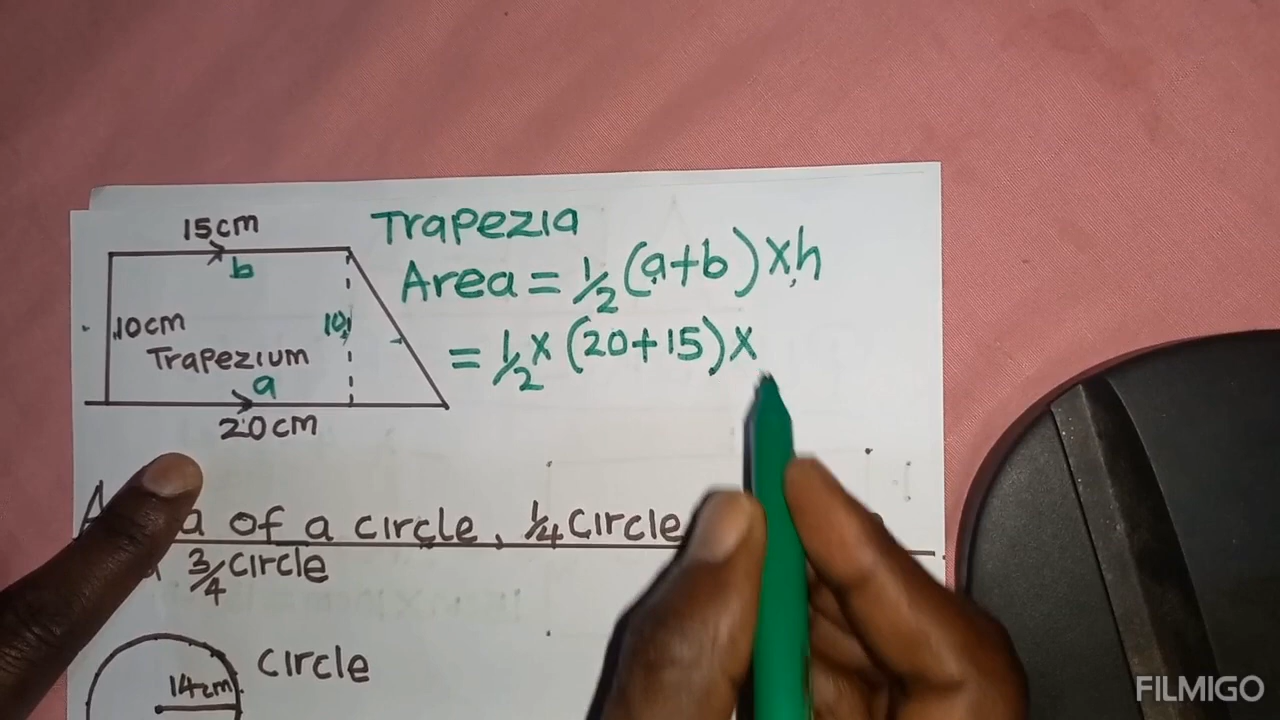 15cm
b
10cm
10
Trapezium
a
20cm
Trapezia
Area = 1/2 (a+b) × h
= 1/2 × (20+15) ×
of a circle, 1/4 circle
3/4 circle
circle
14cm
FILMIGO